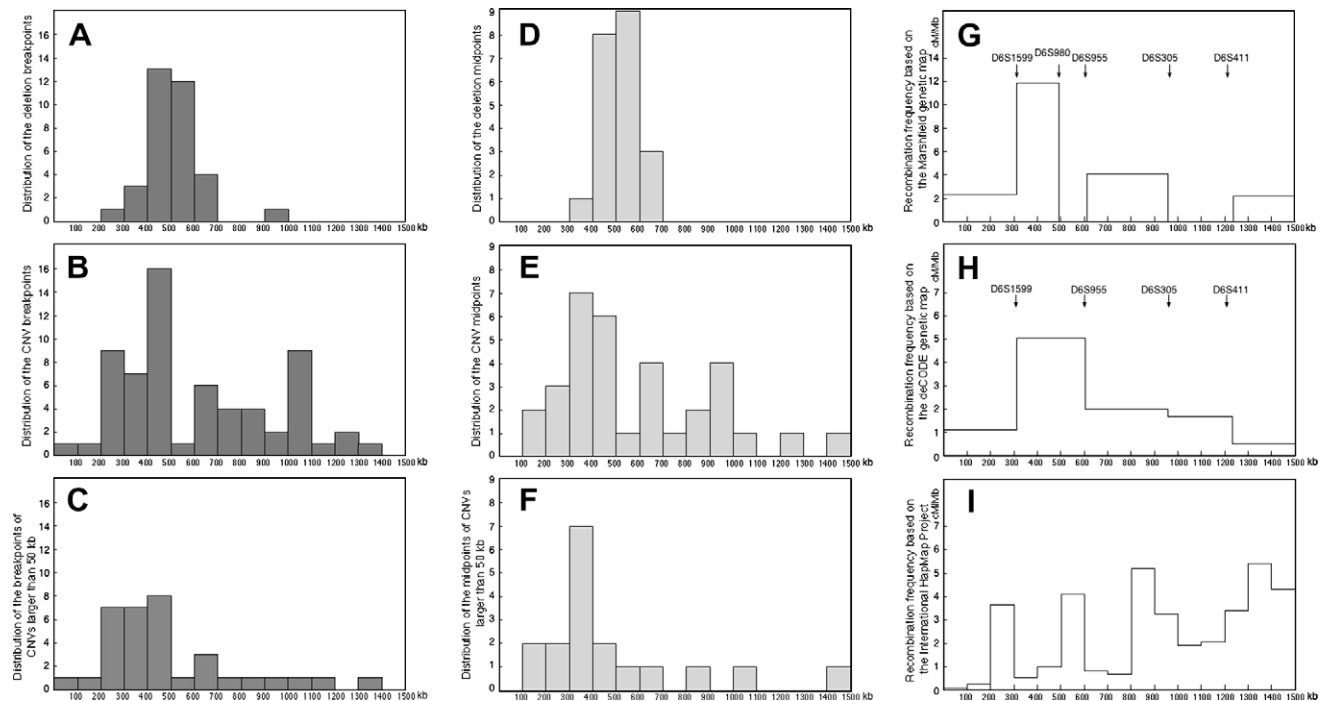 A
Distribution of the deletion breakpoints
16
14
12
10
8
6
4
2
0
100 200 300 400 500 600 700 800 900 1000 1100 1200 1300 1400 1500 kb
D
Distribution of the deletion midpoints
9
8
7
6
5
4
3
2
1
0
100 200 300 400 500 600 700 800 900 1000 1100 1200 1300 1400 1500 kb
G
Recombination frequency based on
the Marshfield genetic map
cM/Mb
D6S1599 D6S980 D6S955 D6S305 D6S411
14
12
10
8
6
4
2
0
100 200 300 400 500 600 700 800 900 1000 1100 1200 1300 1400 1500 kb
B
Distribution of the CNV breakpoints
16
14
12
10
8
6
4
2
0
100 200 300 400 500 600 700 800 900 1000 1100 1200 1300 1400 1500 kb
E
Distribution of the CNV midpoints
9
7
6
5
4
3
2
1
0
100 200 300 400 500 600 700 800 900 1000 1100 1200 1300 1400 1500 kb
H
Recombination frequency based on
the deCODE genetic map
cM/Mb
D6S1599 D6S955 D6S305 D6S411
7
6
5
4
3
2
1
0
100 200 300 400 500 600 700 800 900 1000 1100 1200 1300 1400 1500 kb
C
Distribution of the breakpoints of
CNVs larger than 50 kb
16
14
12
10
8
6
4
2
0
100 200 300 400 500 600 700 800 900 1000 1100 1200 1300 1400 1500 kb
F
Distribution of the midpoints of CNVs
larger than 50 kb
9
7
6
5
4
3
2
1
0
100 200 300 400 500 600 700 800 900 1000 1100 1200 1300 1400 1500 kb
I
Recombination frequency based on
the International HapMap Project
cM/Mb
7
6
5
4
3
2
1
0
100 200 300 400 500 600 700 800 900 1000 1100 1200 1300 1400 1500 kb